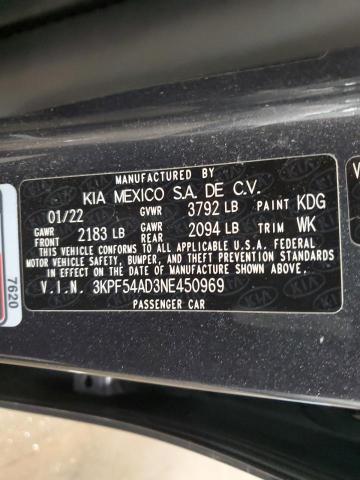 MANUFACTURED BY
KIA MEXICO S.A. DE C.V.
01/22 GVWR 3792 LB PAINT KDG
GAWR FRONT 2183 LB GAWR REAR 2094 LB TRIM WK
THIS VEHICLE CONFORMS TO ALL APPLICABLE U.S.A. FEDERAL
MOTOR VEHICLE SAFETY, BUMPER, AND THEFT PREVENTION STANDARDS
IN EFFECT ON THE DATE OF MANUFACTURE SHOWN ABOVE.
V.I.N. 3KPF54AD3NE450969
PASSENGER CAR
7620
V